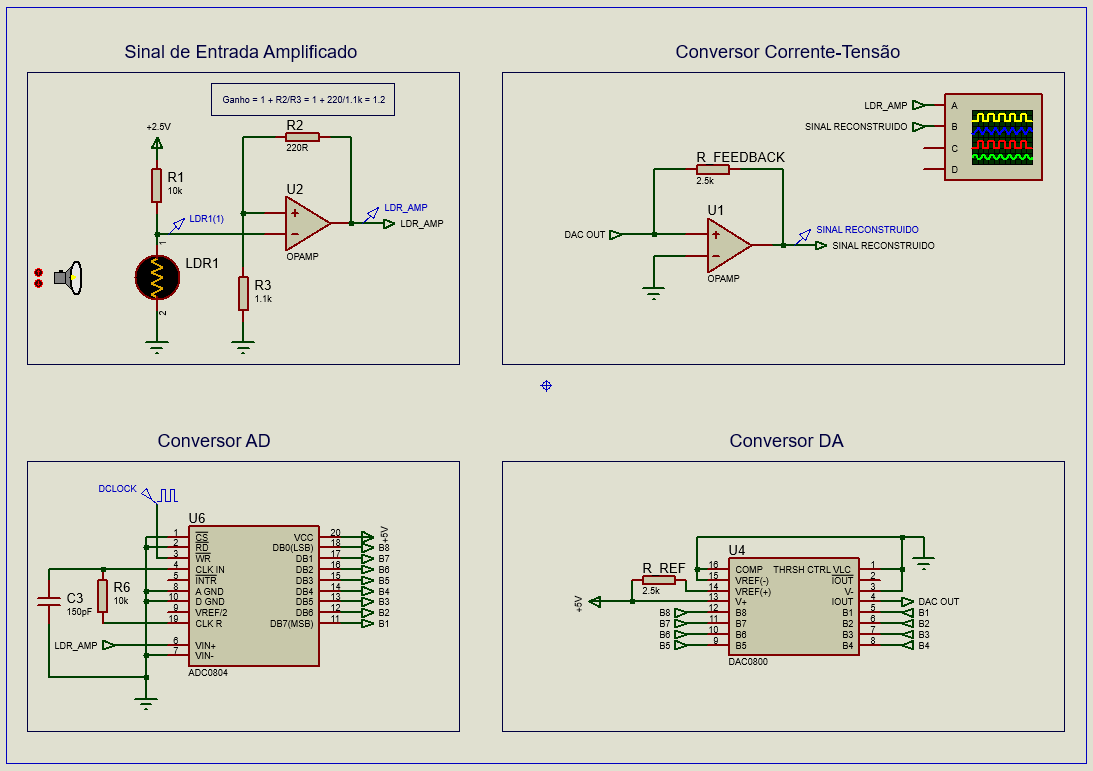 Sinal de Entrada Amplificado
Ganho = 1 + R2/R3 = 1 + 220/1.1k = 1.2
+2.5V
R2
220R
R1
10k
U2
LDR1(1)
LDR_AMP
LDR_AMP
OPAMP
1
LDR1
2
R3
1.1k
Conversor Corrente-Tensão
LDR_AMP
SINAL RECONSTRUIDO
A
B
C
D
R_FEEDBACK
2.5k
U1
DAC OUT
SINAL RECONSTRUIDO
SINAL RECONSTRUIDO
OPAMP
Conversor AD
DCLOCK
U6
1 CS VCC 20 +5V
2 RD DB0(LSB) 18 B8
3 WR DB1 17 B7
4 CLK IN DB2 16 B6
5 INTR DB3 15 B5
8 A GND DB4 14 B4
10 D GND DB5 13 B3
9 VREF/2 DB6 12 B2
19 CLK R DB7(MSB) 11 B1
C3
150pF
R6
10k
LDR_AMP 6 VIN+
7 VIN-
ADC0804
Conversor DA
U4
R_REF
2.5k
+5V
16 COMP THRSH CTRL VLC 1
15 VREF(-) IOUT 2
14 VREF(+) V- 3
13 V+ IOUT 4 DAC OUT
B8 12 B8 B1 5 B1
B7 11 B7 B2 6 B2
B6 10 B6 B3 7 B3
B5 9 B5 B4 8 B4
DAC0800